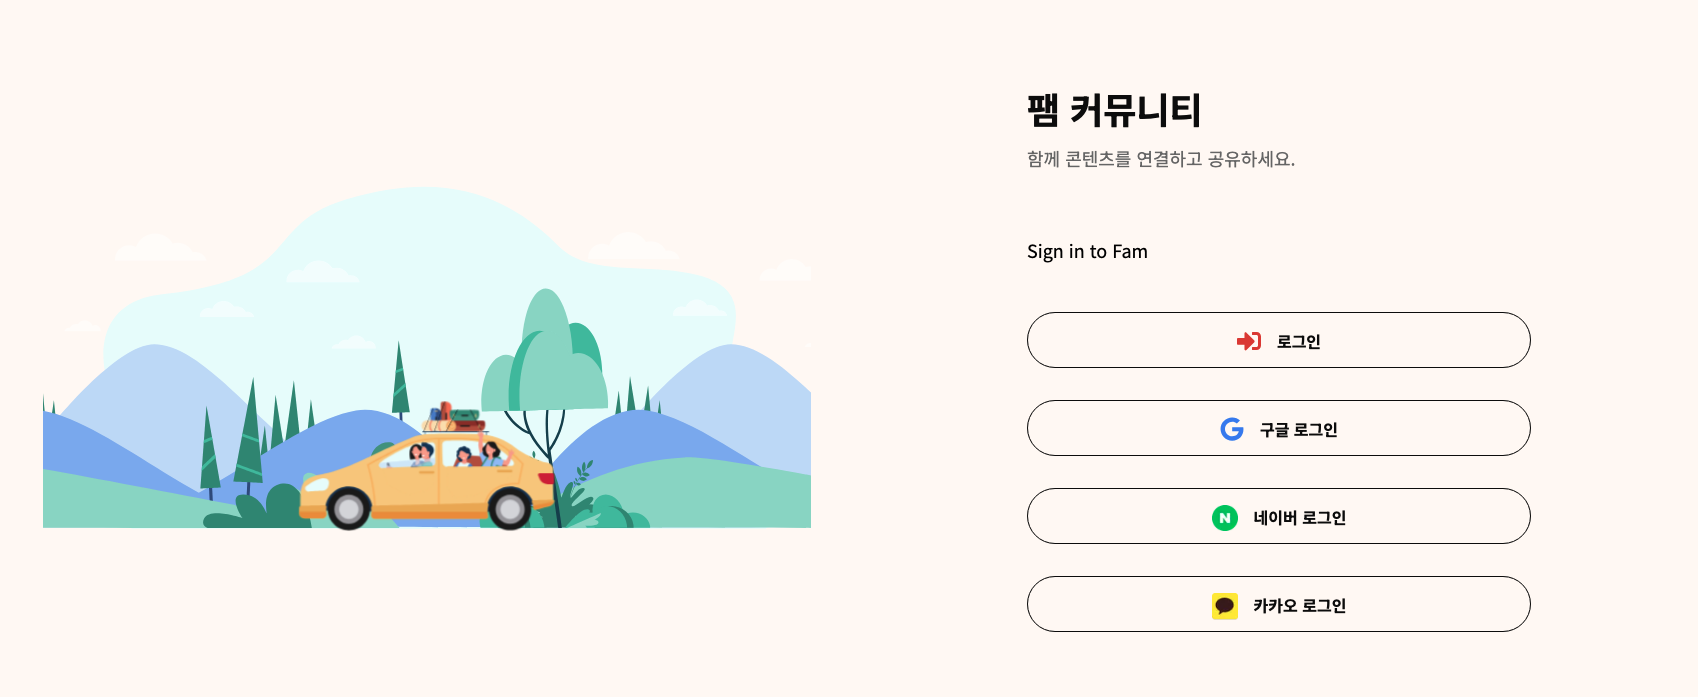 팸 커뮤니티
함께 콘텐츠를 연결하고 공유하세요.
Sign in to Fam
로그인
G 구글 로그인
N 네이버 로그인
카카오 로그인